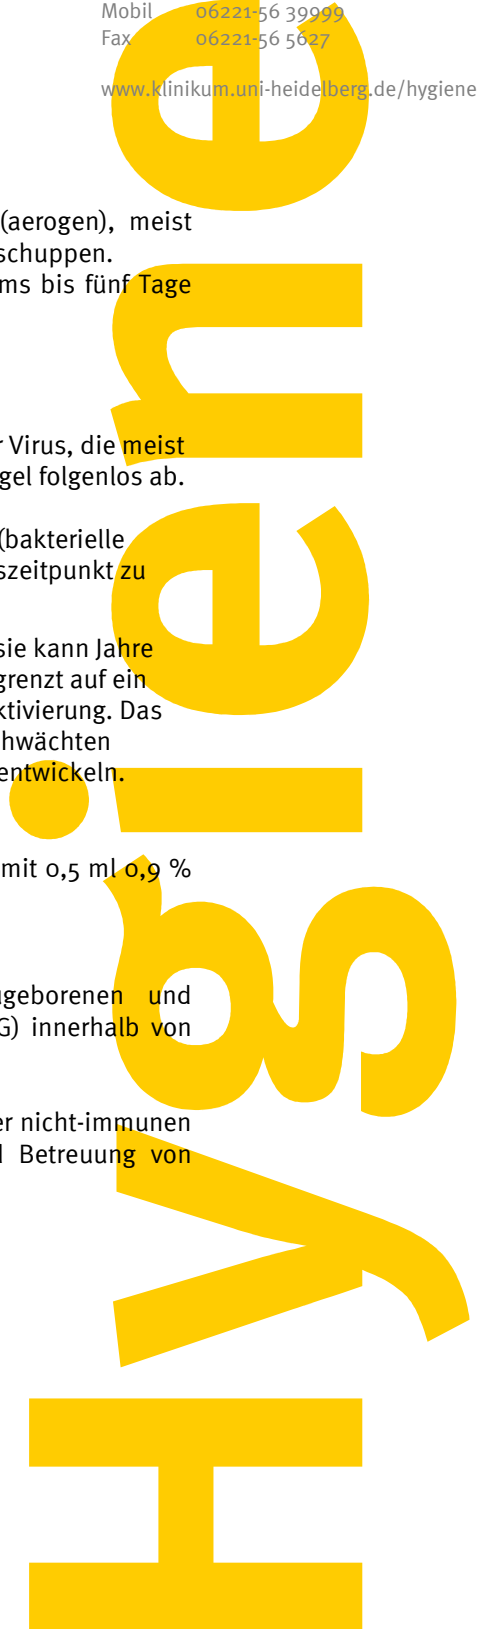 Mobil 06221-56 39999
Fax 06221-56 5627
www.klinikum.uni-heidelberg.de/hygiene
(aerogen), meist
schuppen.
ms bis fünf Tage
Virus, die meist
gel folgenlos ab.
(bakterielle
szeitpunkt zu
sie kann Jahre
grenzt auf ein
ktivierung. Das
hwächten
entwickeln.
mit 0,5 ml 0,9 %
geborenen und
G) innerhalb von
er nicht-immunen
Betreuung von
Hygiene